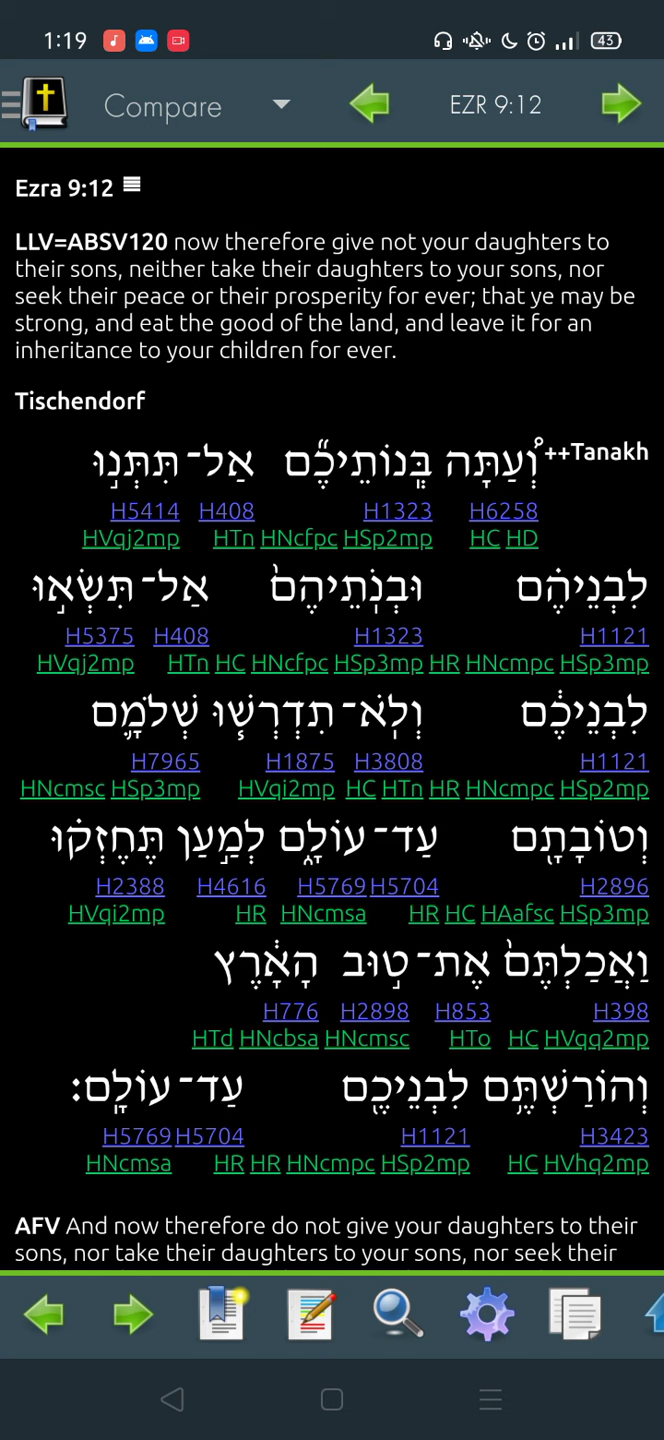 1:19
43
Compare
EZR 9:12
Ezra 9:12
LLV=ABSV120 now therefore give not your daughters to
their sons, neither take their daughters to your sons, nor
seek their peace or their prosperity for ever; that ye may be
strong, and eat the good of the land, and leave it for an
inheritance to your children for ever.
Tischendorf
++Tanakh וְ֠עַתָּה בְּֽנוֹתֵיכֶ֞ם אַל־תִּתְּנ֣וּ
H5414 H408 H1323 H6258
HVqj2mp HTn HNcfpc HSp2mp HC HD
לִבְנֵיהֶ֗ם וּבְנֹֽתֵיהֶם֙ אַל־תִּשְׂא֣וּ
H5375 H408 H1323 H1121
HVqj2mp HTn HC HNcfpc HSp3mp HR HNcmpc HSp3mp
לִבְנֵיכֶ֔ם וְלֹֽא־תִדְרְשׁ֧וּ שְׁלֹמָ֛ם
H7965 H1875 H3808 H1121
HNcmsc HSp3mp HVqi2mp HC HTn HR HNcmpc HSp2mp
וְטוֹבָתָ֖ם עַד־עוֹלָ֑ם לְמַ֣עַן תֶּחֶזְק֗וּ
H2388 H4616 H5769 H5704 H2896
HVqi2mp HR HNcmsa HR HC HAafsc HSp3mp
וַאֲכַלְתֶּם֙ אֶת־ט֣וּב הָאָ֔רֶץ
H776 H2898 H853 H398
HTd HNcbsa HNcmsc HTo HC HVqq2mp
וְהוֹרַשְׁתֶּ֥ם לִבְנֵיכֶ֖ם עַד־עוֹלָֽם׃
H5769 H5704 H1121 H3423
HNcmsa HR HR HNcmpc HSp2mp HC HVhq2mp
AFV And now therefore do not give your daughters to their
sons, nor take their daughters to your sons, nor seek their